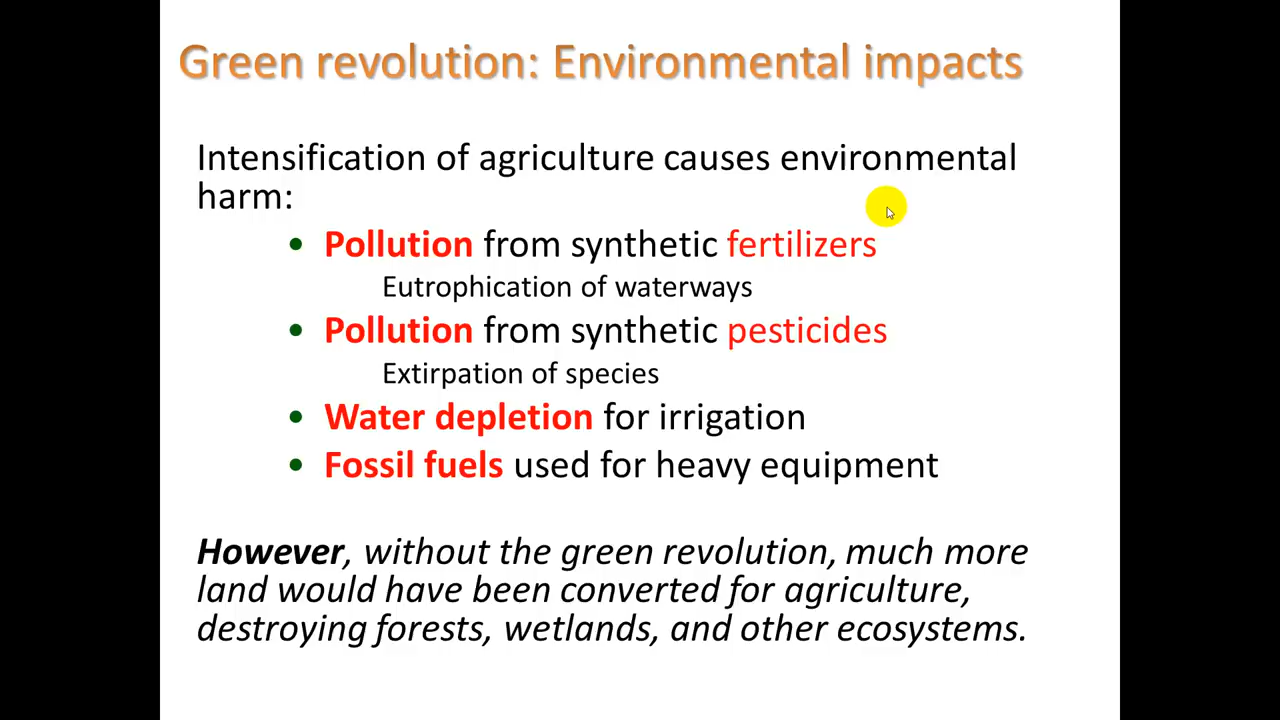 Green revolution: Environmental impacts
Intensification of agriculture causes environmental
harm:
• Pollution from synthetic fertilizers
Eutrophication of waterways
• Pollution from synthetic pesticides
Extirpation of species
• Water depletion for irrigation
• Fossil fuels used for heavy equipment
However, without the green revolution, much more
land would have been converted for agriculture,
destroying forests, wetlands, and other ecosystems.